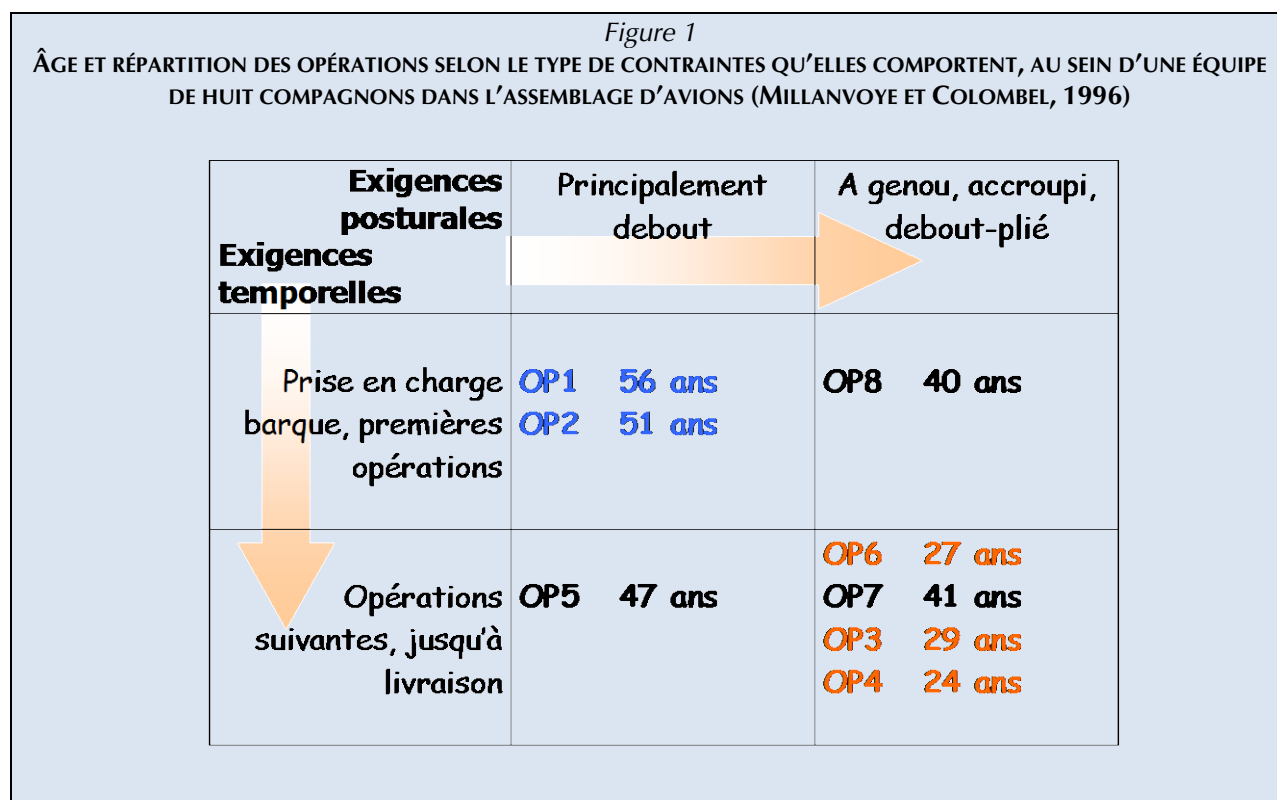 Figure 1
ÂGE ET RÉPARTITION DES OPÉRATIONS SELON LE TYPE DE CONTRAINTES QU'ELLES COMPORTENT, AU SEIN D'UNE ÉQUIPE
DE HUIT COMPAGNONS DANS L'ASSEMBLAGE D'AVIONS (MILLANVOYE ET COLOMBEL, 1996)
Exigences
posturales
Exigences
temporelles
Principalement
debout
A genou, accroupi,
debout-plié
Prise en charge
barque, premières
opérations
OP1 56 ans
OP2 51 ans
OP8 40 ans
Opérations
suivantes, jusqu'à
livraison
OP5 47 ans
OP6 27 ans
OP7 41 ans
OP3 29 ans
OP4 24 ans